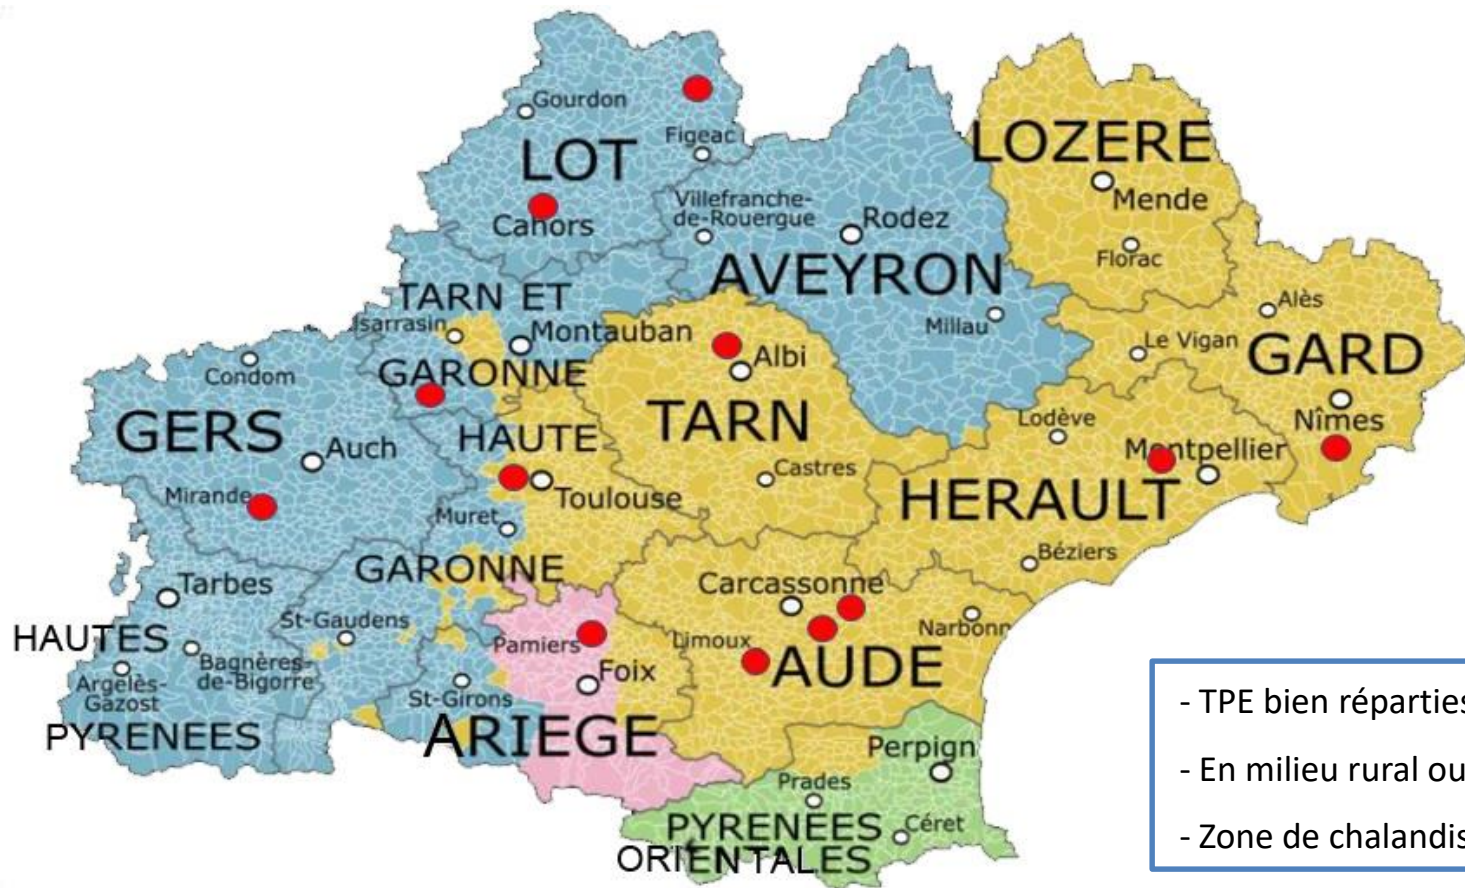 Gourdon
Figeac
LOT
Cahors
LOZERE
Mende
Florac
Villefranche-
de-Rouergue
Rodez
AVEYRON
Millau
TARN ET
Montauban
GARONNE
Alès
Le Vigan
GARD
Nîmes
Condom
GERS
Auch
Mirande
Albi
TARN
Castres
HAUTE
Toulouse
Muret
GARONNE
Lodève
Montpellier
HERAULT
Béziers
Tarbes
HAUTES
St-Gaudens
Bagnères-
de-Bigorre
Argelès-
Gazost
PYRENEES
Pamiers
Foix
St-Girons
ARIEGE
Carcassonne
Limoux
Narbonn
AUDE
Perpign
Prades
PYRENEES
Céret
ORIENTALES
- TPE bien réparties
- En milieu rural ou
- Zone de chalandis